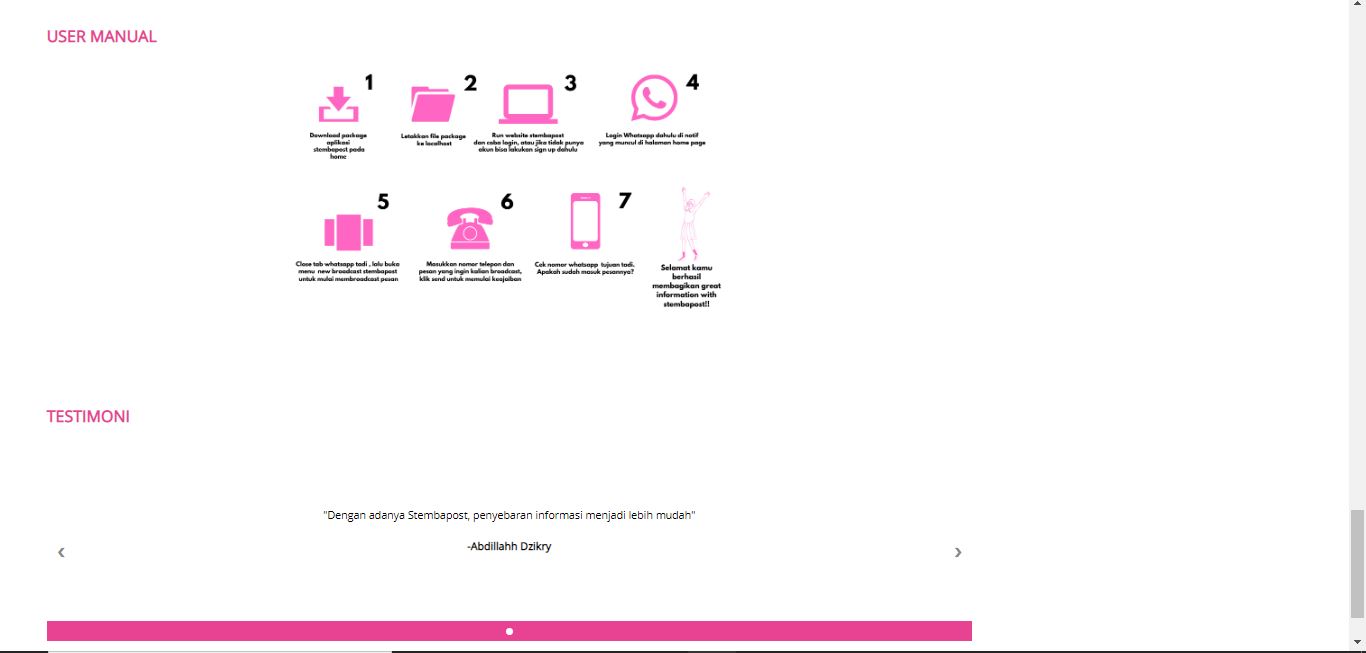 USER MANUAL
1
Download package
aplikasi
stembapost pada
home
2
Letakkan file package
ke localhost
3
Run website stembapost
dan coba login, atau jika tidak punya
akun bisa lakukan sign up dahulu
4
Login Whatsapp dahulu di notif
yang muncul di halaman home page
5
Close tab whatsapp tadi , lalu buka
menu new broadcast stembapost
untuk mulai membroadcast pesan
6
Masukkan nomor telepon dan
pesan yang ingin kalian broadcast,
klik send untuk memulai keajaiban
7
Cek nomor whatsapp tujuan tadi.
Apakah sudah masuk pesannya?
Selamat kamu
berhasil
membagikan great
information with
stembapost!!
TESTIMONI
"Dengan adanya Stembapost, penyebaran informasi menjadi lebih mudah"
-Abdillahh Dzikry
‹ ›